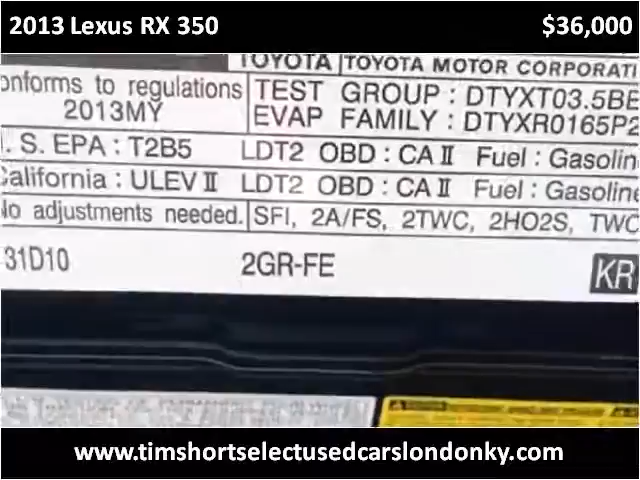 2013 Lexus RX 350 $36,000
TOYOTA TOYOTA MOTOR CORPORATI
onforms to regulations TEST GROUP : DTYXT03.5BE
2013MY EVAP FAMILY : DTYXR0165P2
. S. EPA : T2B5 LDT2 OBD : CA II Fuel : Gasolin
California : ULEV II LDT2 OBD : CA II Fuel : Gasoline
No adjustments needed. SFI, 2A/FS, 2TWC, 2HO2S, TWC
31D10 2GR-FE KR
www.timshortselectusedcarslondonky.com